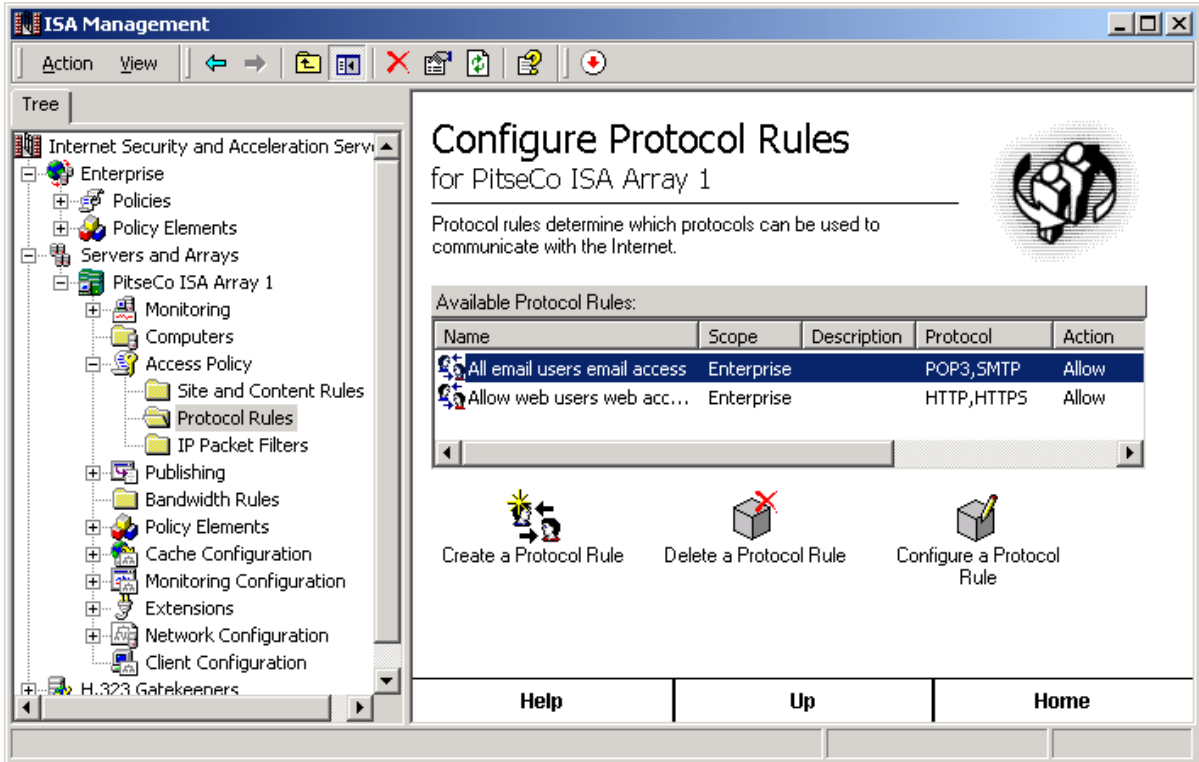 ISA Management
Action View
Tree
Internet Security and Acceleration Serv
Enterprise
Policies
Policy Elements
Servers and Arrays
PitseCo ISA Array 1
Monitoring
Computers
Access Policy
Site and Content Rules
Protocol Rules
IP Packet Filters
Publishing
Bandwidth Rules
Policy Elements
Cache Configuration
Monitoring Configuration
Extensions
Network Configuration
Client Configuration
H.323 Gatekeepers
Configure Protocol Rules
for PitseCo ISA Array 1
Protocol rules determine which protocols can be used to
communicate with the Internet.
Available Protocol Rules:
Name Scope Description Protocol Action
All email users email access Enterprise POP3,SMTP Allow
Allow web users web acc... Enterprise HTTP,HTTPS Allow
Create a Protocol Rule
Delete a Protocol Rule
Configure a Protocol
Rule
Help Up Home